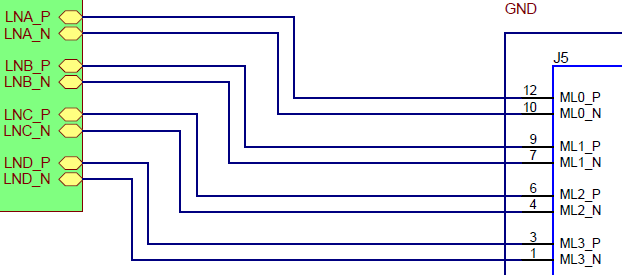 GND
LNA_P
LNA_N
LNB_P
LNB_N
LNC_P
LNC_N
LND_P
LND_N
J5
12 ML0_P
10 ML0_N
9 ML1_P
7 ML1_N
6 ML2_P
4 ML2_N
3 ML3_P
1 ML3_N